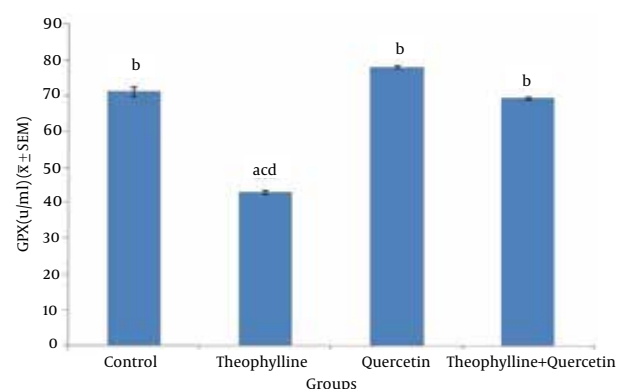 90
80
70
60
50
40
30
20
10
0
GPX(u/ml)(x̅±SEM)
b
acd
b
b
Control Theophylline Quercetin Theophylline+Quercetin
Groups